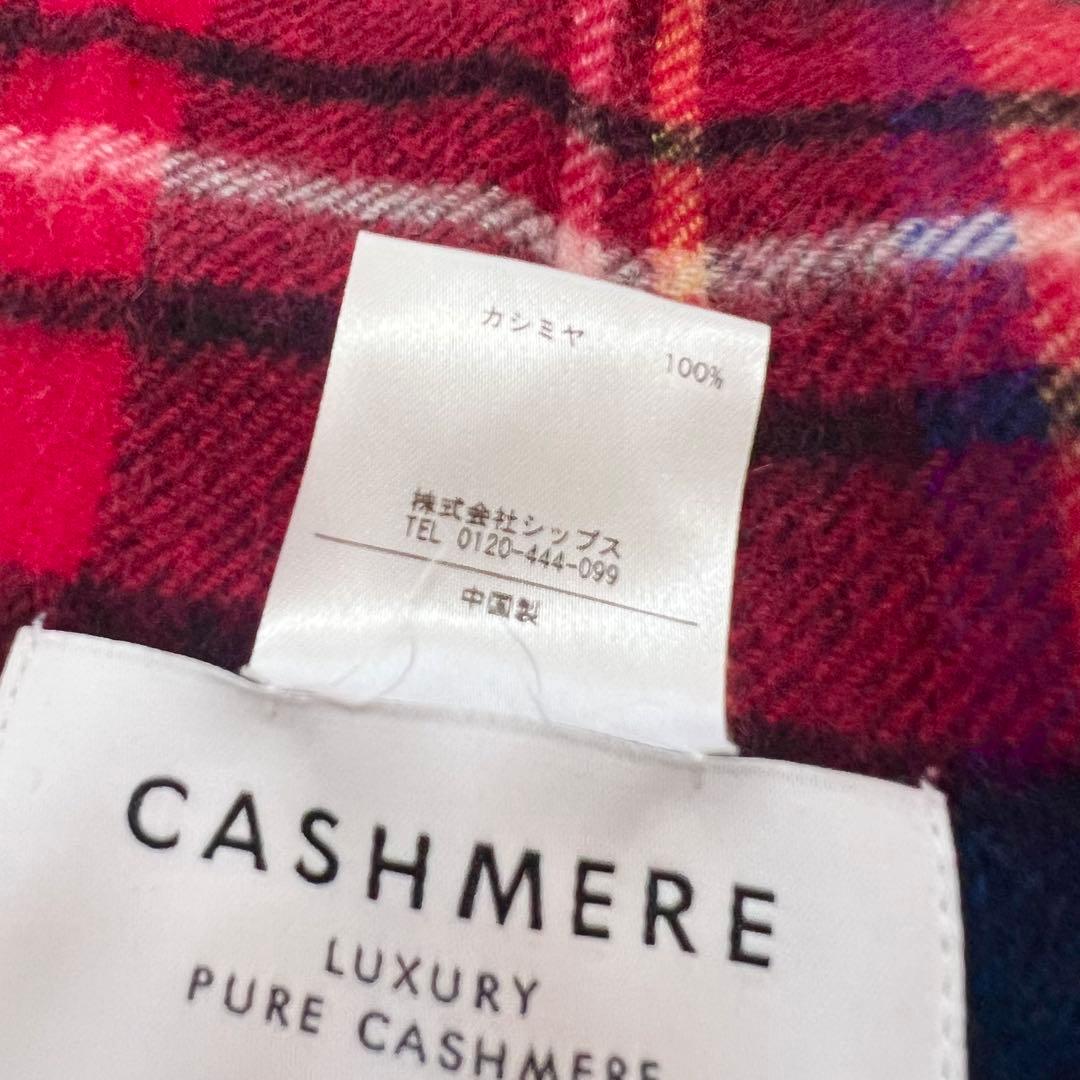 カシミヤ 100%
株式会社シップス
TEL 0120-444-099
中国製
CASHMERE
LUXURY
PURE CASHMERE